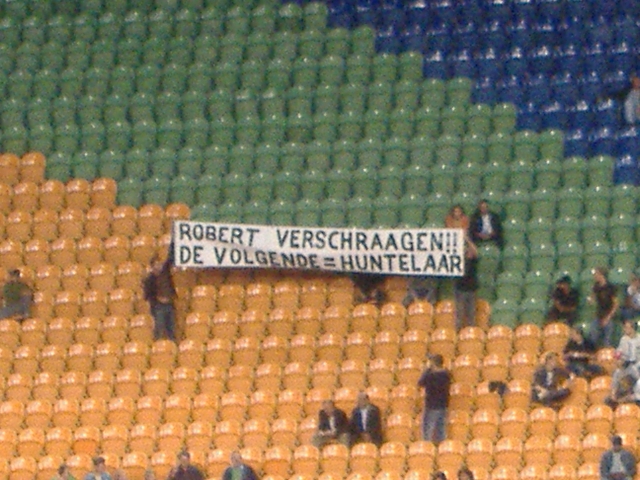 ROBERT VERSCHRAAGEN!!
DE VOLGENDE = HUNTELAAR